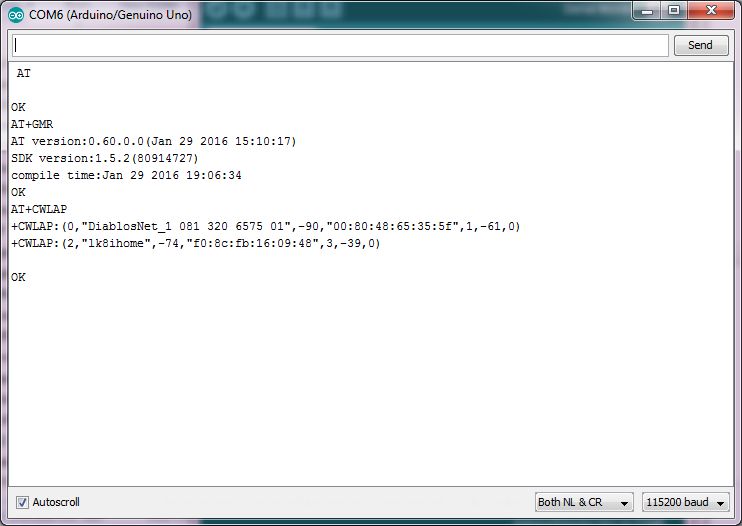 COM6 (Arduino/Genuino Uno)
Send
AT
OK
AT+GMR
AT version:0.60.0.0(Jan 29 2016 15:10:17)
SDK version:1.5.2(80914727)
compile time:Jan 29 2016 19:06:34
OK
AT+CWLAP
+CWLAP:(0,"DiablosNet_1 081 320 6575 01",-90,"00:80:48:65:35:5f",1,-61,0)
+CWLAP:(2,"lk8ihome",-74,"f0:8c:fb:16:09:48",3,-39,0)
OK
Autoscroll
Both NL & CR
115200 baud